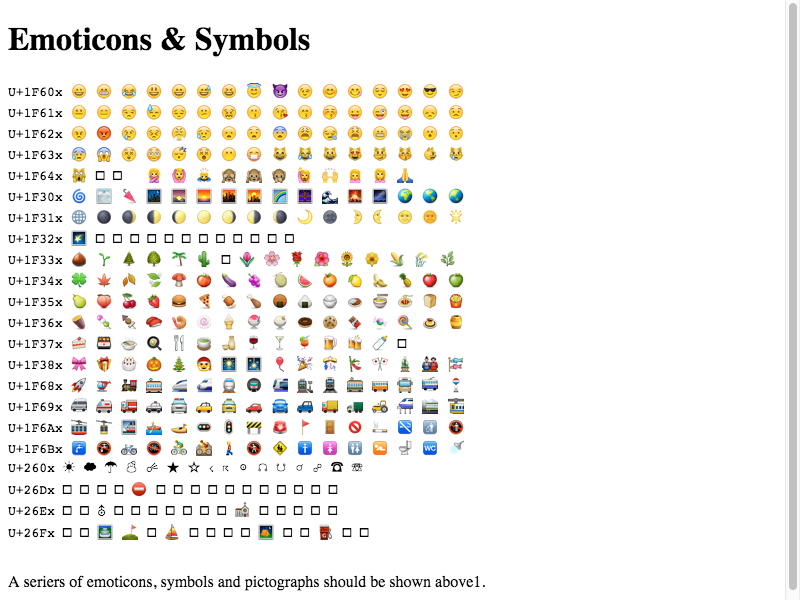 Emoticons & Symbols
U+1F60x
U+1F61x
U+1F62x
U+1F63x
U+1F64x
U+1F30x
U+1F31x
U+1F32x
U+1F33x
U+1F34x
U+1F35x
U+1F36x
U+1F37x
U+1F38x
U+1F68x
U+1F69x
U+1F6Ax
U+1F6Bx
U+260x
U+26Dx
U+26Ex
U+26Fx
A seriers of emoticons, symbols and pictographs should be shown above1.